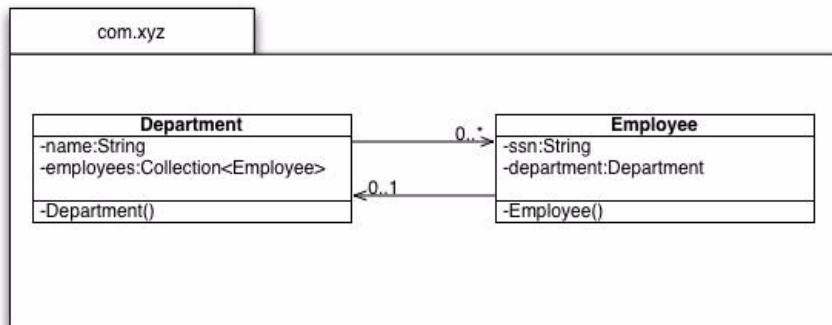 com.xyz
Department
-name:String
-employees:Collection<Employee>
-Department()
0..*
0..1
Employee
-ssn:String
-department:Department
-Employee()